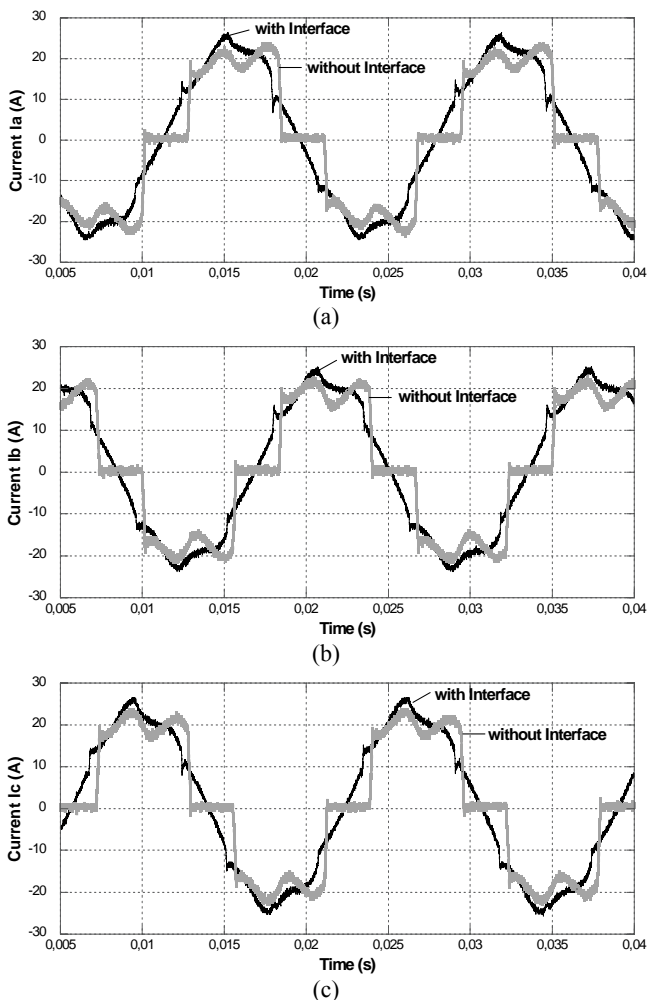 30
with Interface
20
without Interface
10
0
-10
-20
-30
Current Ia (A)
0,005 0,01 0,015 0,02 0,025 0,03 0,035 0,04
Time (s)
(a)
30
with Interface
20
without Interface
10
0
-10
-20
-30
Current Ib (A)
0,005 0,01 0,015 0,02 0,025 0,03 0,035 0,04
Time (s)
(b)
30
with Interface
20
without Interface
10
0
-10
-20
-30
Current Ic (A)
0,005 0,01 0,015 0,02 0,025 0,03 0,035 0,04
Time (s)
(c)